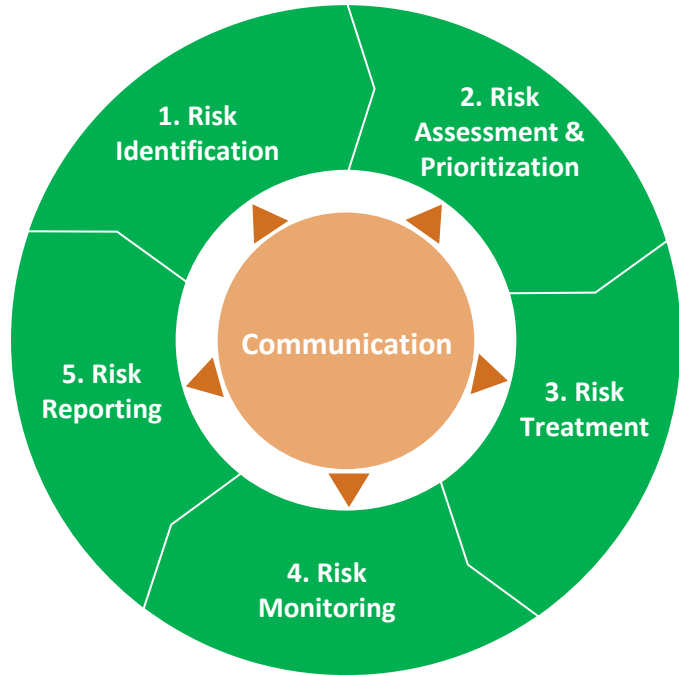 1. Risk
Identification
2. Risk
Assessment &
Prioritization
3. Risk
Treatment
4. Risk
Monitoring
5. Risk
Reporting
Communication